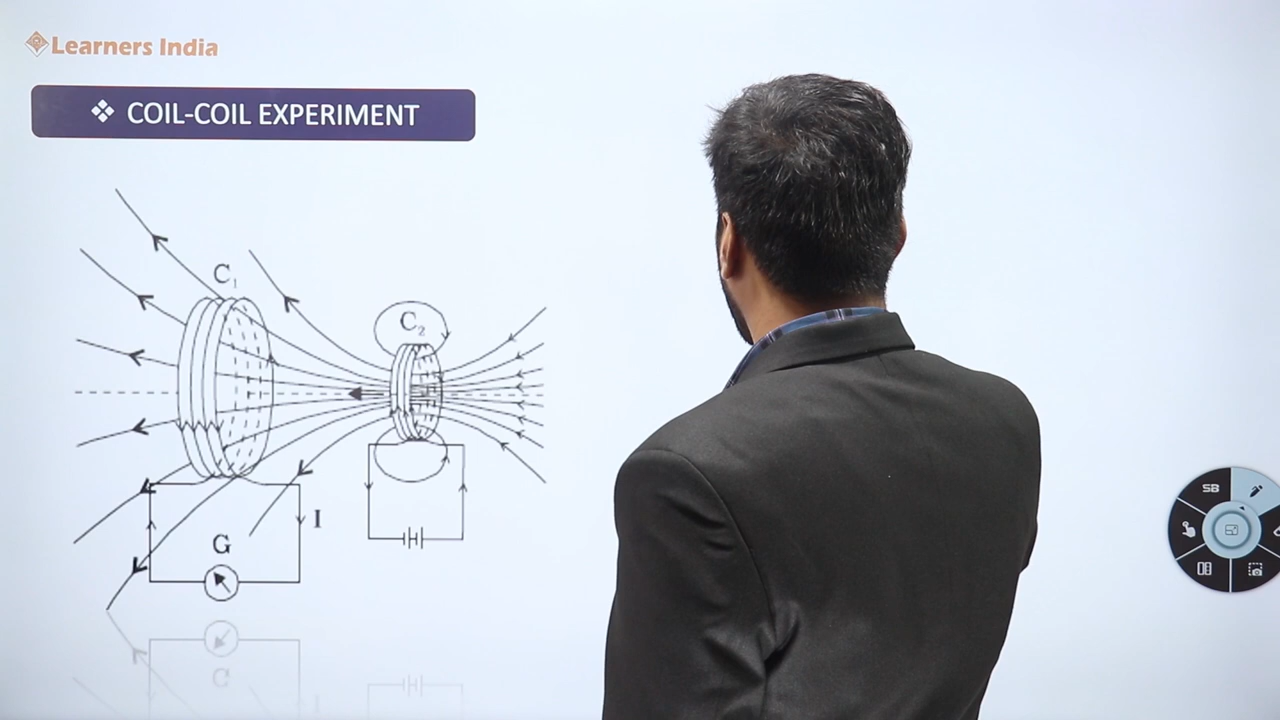 Learners India
❖ COIL-COIL EXPERIMENT
C₁
C₂
I
G
SB